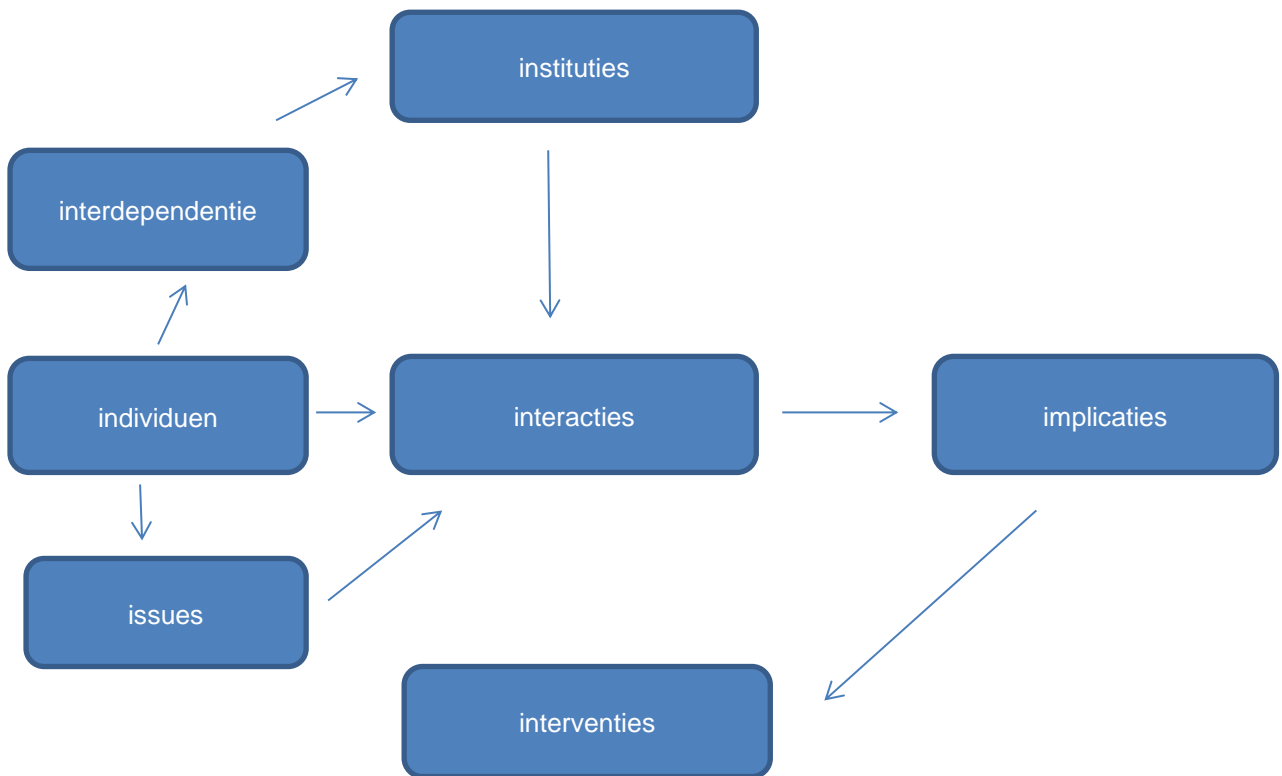 instituties
interdependentie
individuen
interacties
implicaties
issues
interventies